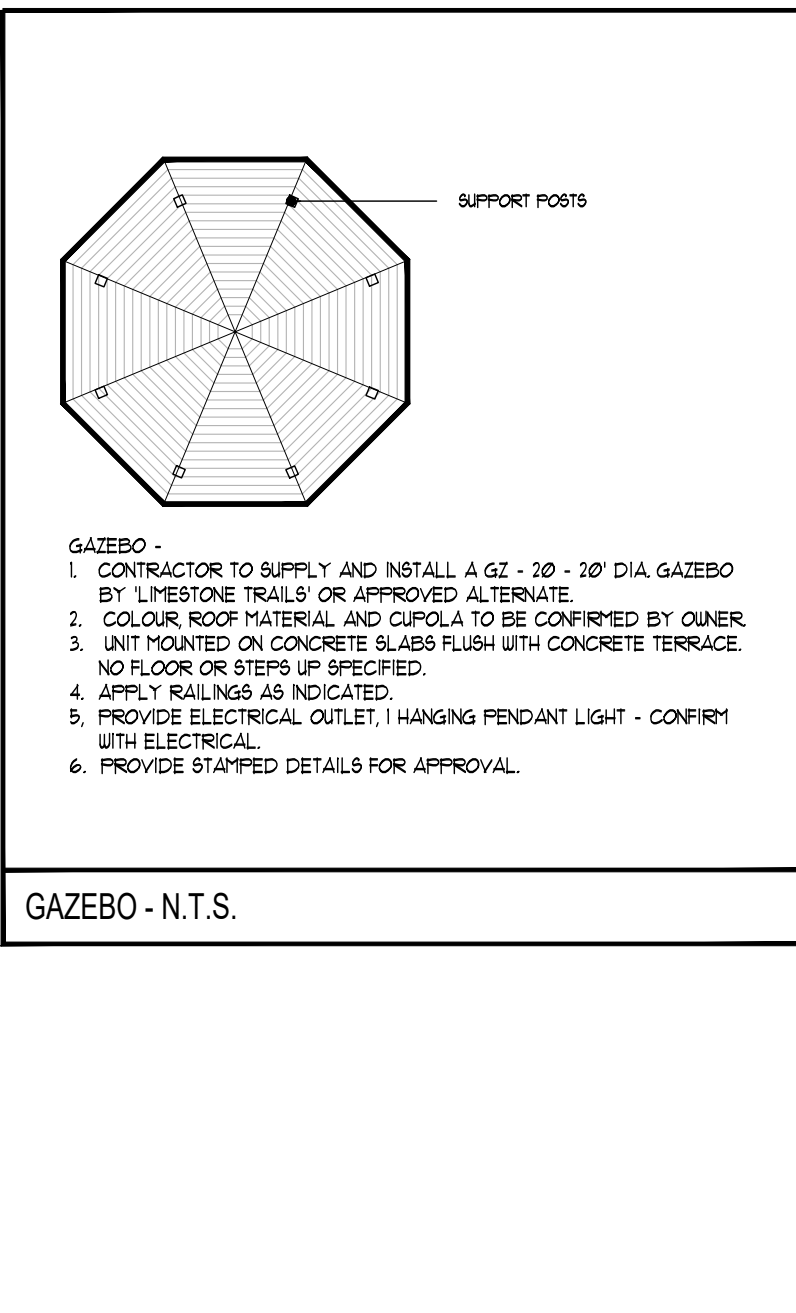 SUPPORT POSTS
GAZEBO -
1. CONTRACTOR TO SUPPLY AND INSTALL A GZ - 20 - 20' DIA. GAZEBO
BY 'LIMESTONE TRAILS' OR APPROVED ALTERNATE.
2. COLOUR, ROOF MATERIAL AND CUPOLA TO BE CONFIRMED BY OWNER.
3. UNIT MOUNTED ON CONCRETE SLABS FLUSH WITH CONCRETE TERRACE.
NO FLOOR OR STEPS UP SPECIFIED.
4. APPLY RAILINGS AS INDICATED.
5, PROVIDE ELECTRICAL OUTLET, 1 HANGING PENDANT LIGHT - CONFIRM
WITH ELECTRICAL.
6. PROVIDE STAMPED DETAILS FOR APPROVAL.
GAZEBO - N.T.S.